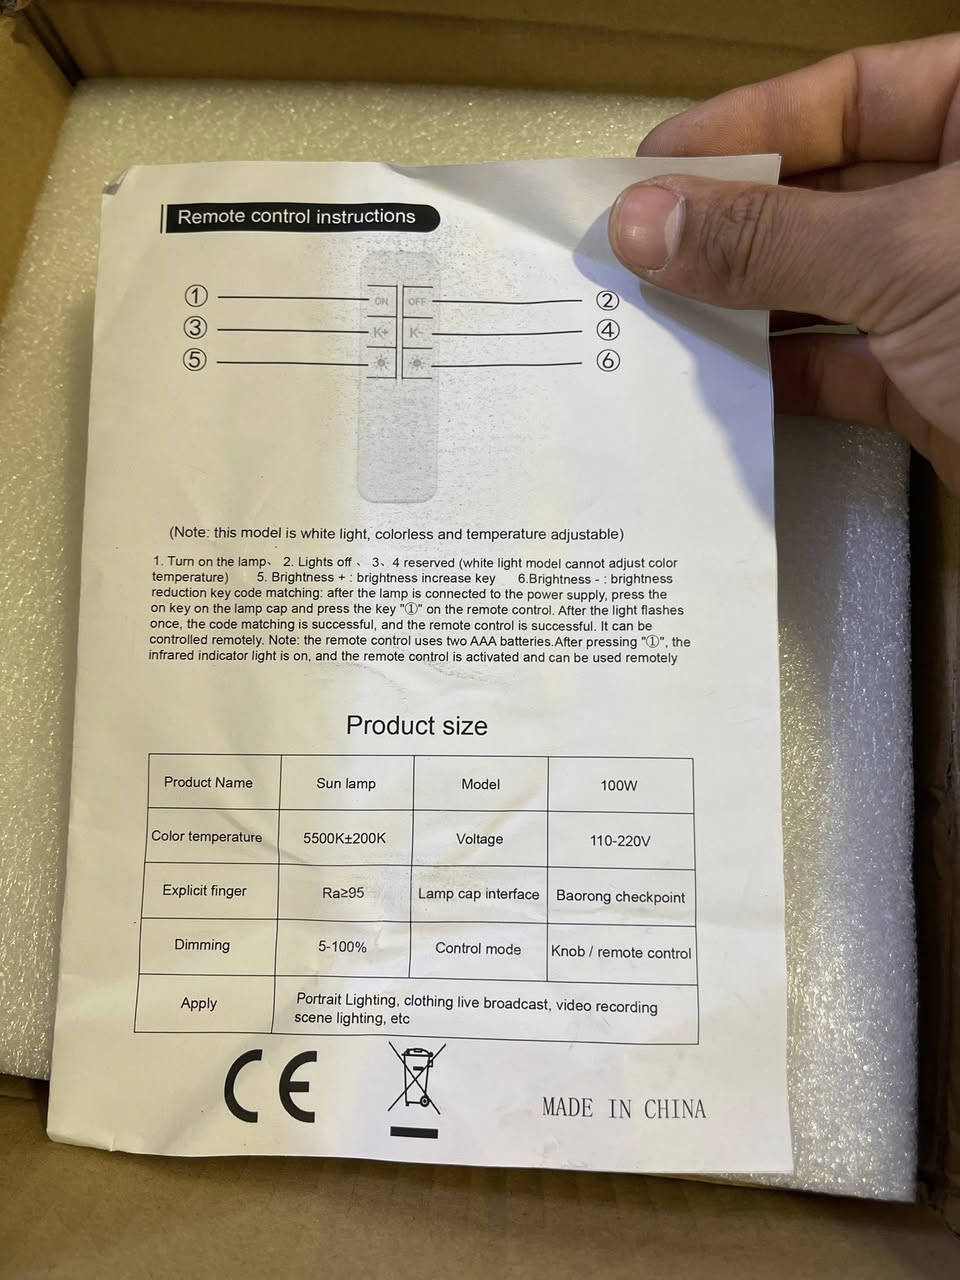 Remote control instructions
① ②
ON OFF
③ ④
K+ K-
⑤ ⑥
(Note: this model is white light, colorless and temperature adjustable)
1. Turn on the lamp、 2. Lights off 、 3、4 reserved (white light model cannot adjust color
temperature) 5. Brightness + : brightness increase key 6.Brightness - : brightness
reduction key code matching: after the lamp is connected to the power supply, press the
on key on the lamp cap and press the key "①" on the remote control. After the light flashes
once, the code matching is successful, and the remote control is successful. It can be
controlled remotely. Note: the remote control uses two AAA batteries.After pressing "①", the
infrared indicator light is on, and the remote control is activated and can be used remotely
Product size
Product Name Sun lamp Model 100W
Color temperature 5500K±200K Voltage 110-220V
Explicit finger Ra≥95 Lamp cap interface Baorong checkpoint
Dimming 5-100% Control mode Knob / remote control
Apply Portrait Lighting, clothing live broadcast, video recording
scene lighting, etc
CE
MADE IN CHINA